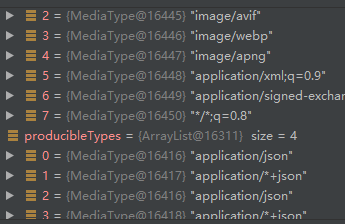 2 = {MediaType@16445} "image/avif"
3 = {MediaType@16446} "image/webp"
4 = {MediaType@16447} "image/apng"
5 = {MediaType@16448} "application/xml;q=0.9"
6 = {MediaType@16449} "application/signed-exchan
7 = {MediaType@16450} "*/*;q=0.8"
producibleTypes = {ArrayList@16311} size = 4
0 = {MediaType@16416} "application/json"
1 = {MediaType@16417} "application/*+json"
2 = {MediaType@16416} "application/json"
3 = {MediaType@16418} "application/*+json"